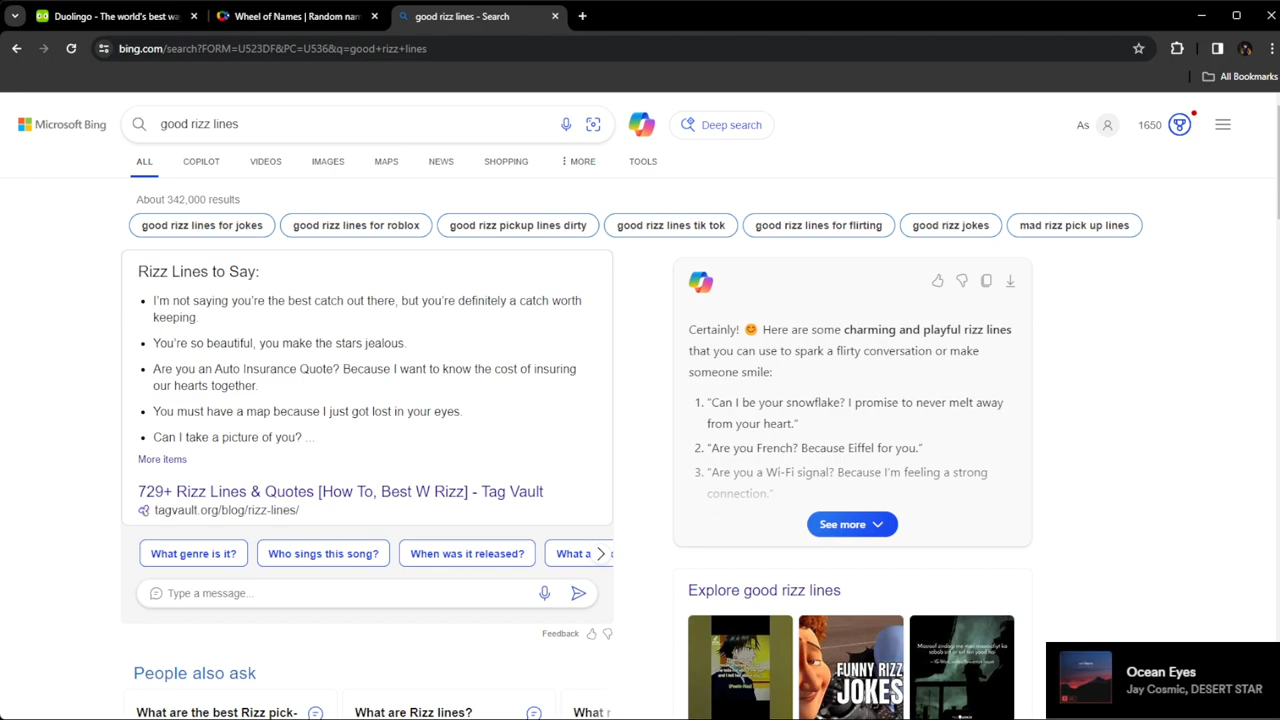 Duolingo - The world's best wa
Wheel of Names | Random nam
good rizz lines - Search
bing.com/search?FORM=U523DF&PC=U536&q=good+rizz+lines
All Bookmarks
Microsoft Bing
good rizz lines
Deep search
As
1650
ALL
COPILOT
VIDEOS
IMAGES
MAPS
NEWS
SHOPPING
MORE
TOOLS
About 342,000 results
good rizz lines for jokes
good rizz lines for roblox
good rizz pickup lines dirty
good rizz lines tik tok
good rizz lines for flirting
good rizz jokes
mad rizz pick up lines
Rizz Lines to Say:
• I'm not saying you're the best catch out there, but you're definitely a catch worth
keeping.
• You're so beautiful, you make the stars jealous.
• Are you an Auto Insurance Quote? Because I want to know the cost of insuring
our hearts together.
• You must have a map because I just got lost in your eyes.
• Can I take a picture of you? ...
More items
729+ Rizz Lines & Quotes [How To, Best W Rizz] - Tag Vault
tagvault.org/blog/rizz-lines/
What genre is it?
Who sings this song?
When was it released?
What a
Type a message...
Feedback
People also ask
What are the best Rizz pick-
What are Rizz lines?
What r
Certainly! 😊 Here are some charming and playful rizz lines
that you can use to spark a flirty conversation or make
someone smile:
1. "Can I be your snowflake? I promise to never melt away
from your heart."
2. "Are you French? Because Eiffel for you."
3. "Are you a Wi-Fi signal? Because I'm feeling a strong
connection."
See more
Explore good rizz lines
FUNNY RIZZ
JOKES
Ocean Eyes
Jay Cosmic, DESERT STAR